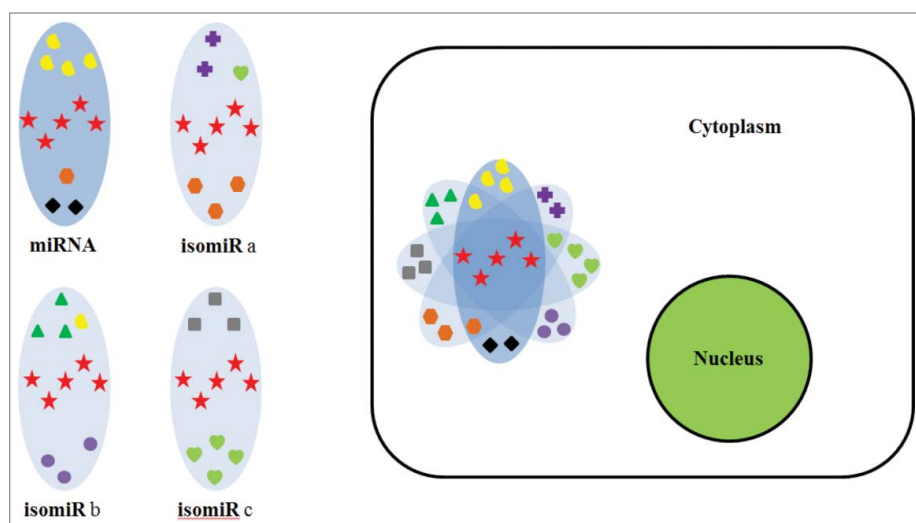 miRNA
isomiR a
isomiR b
isomiR c
Cytoplasm
Nucleus